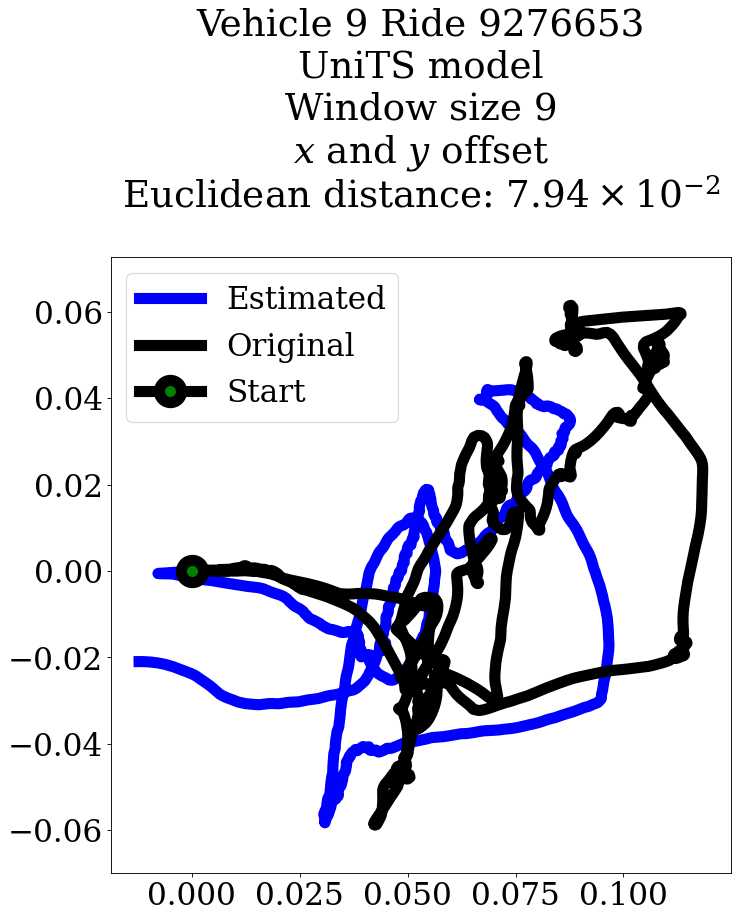 Vehicle 9 Ride 9276653
UniTS model
Window size 9
x and y offset
Euclidean distance: 7.94 × 10⁻²
Estimated
Original
Start
0.06
0.04
0.02
0.00
−0.02
−0.04
−0.06
0.000 0.025 0.050 0.075 0.100